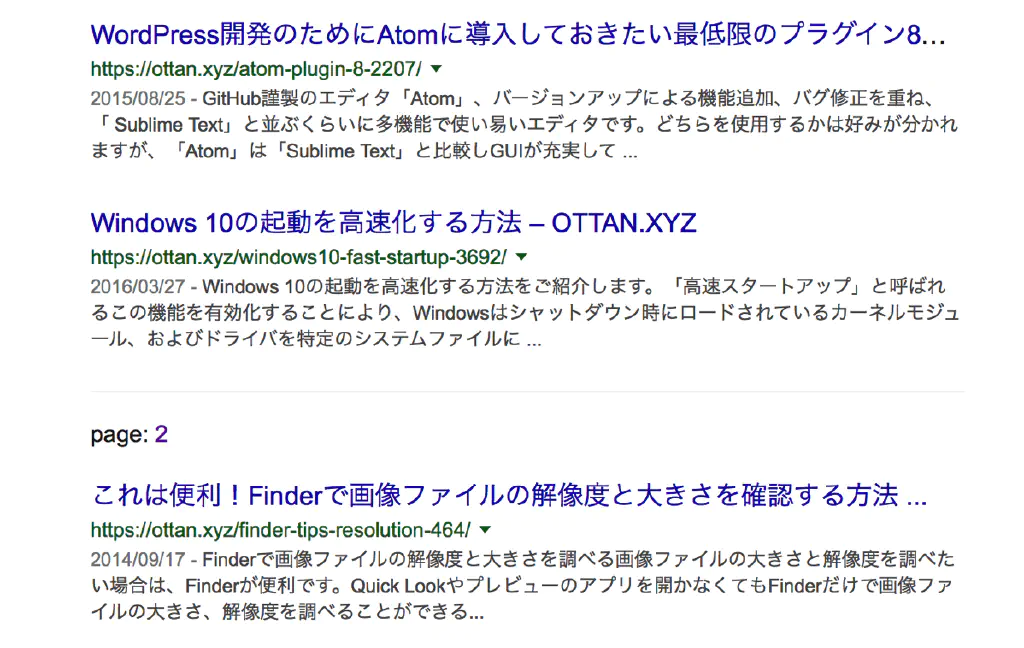 WordPress開発のためにAtomに導入しておきたい最低限のプラグイン8...
https://ottan.xyz/atom-plugin-8-2207/ ▼
2015/08/25 - GitHub謹製のエディタ「Atom」、バージョンアップによる機能追加、バグ修正を重ね、
「 Sublime Text」と並ぶくらいに多機能で使い易いエディタです。どちらを使用するかは好みが分かれ
ますが、「Atom」は「Sublime Text」と比較しGUIが充実して ...
Windows 10の起動を高速化する方法 – OTTAN.XYZ
https://ottan.xyz/windows10-fast-startup-3692/ ▼
2016/03/27 - Windows 10の起動を高速化する方法をご紹介します。「高速スタートアップ」と呼ばれ
るこの機能を有効化することにより、Windowsはシャットダウン時にロードされているカーネルモジュ
ール、およびドライバを特定のシステムファイルに ...
page: 2
これは便利！Finderで画像ファイルの解像度と大きさを確認する方法 ...
https://ottan.xyz/finder-tips-resolution-464/ ▼
2014/09/17 - Finderで画像ファイルの解像度と大きさを調べる画像ファイルの大きさと解像度を調べた
い場合は、Finderが便利です。Quick Lookやプレビューのアプリを開かなくてもFinderだけで画像ファ
イルの大きさ、解像度を調べることができる...